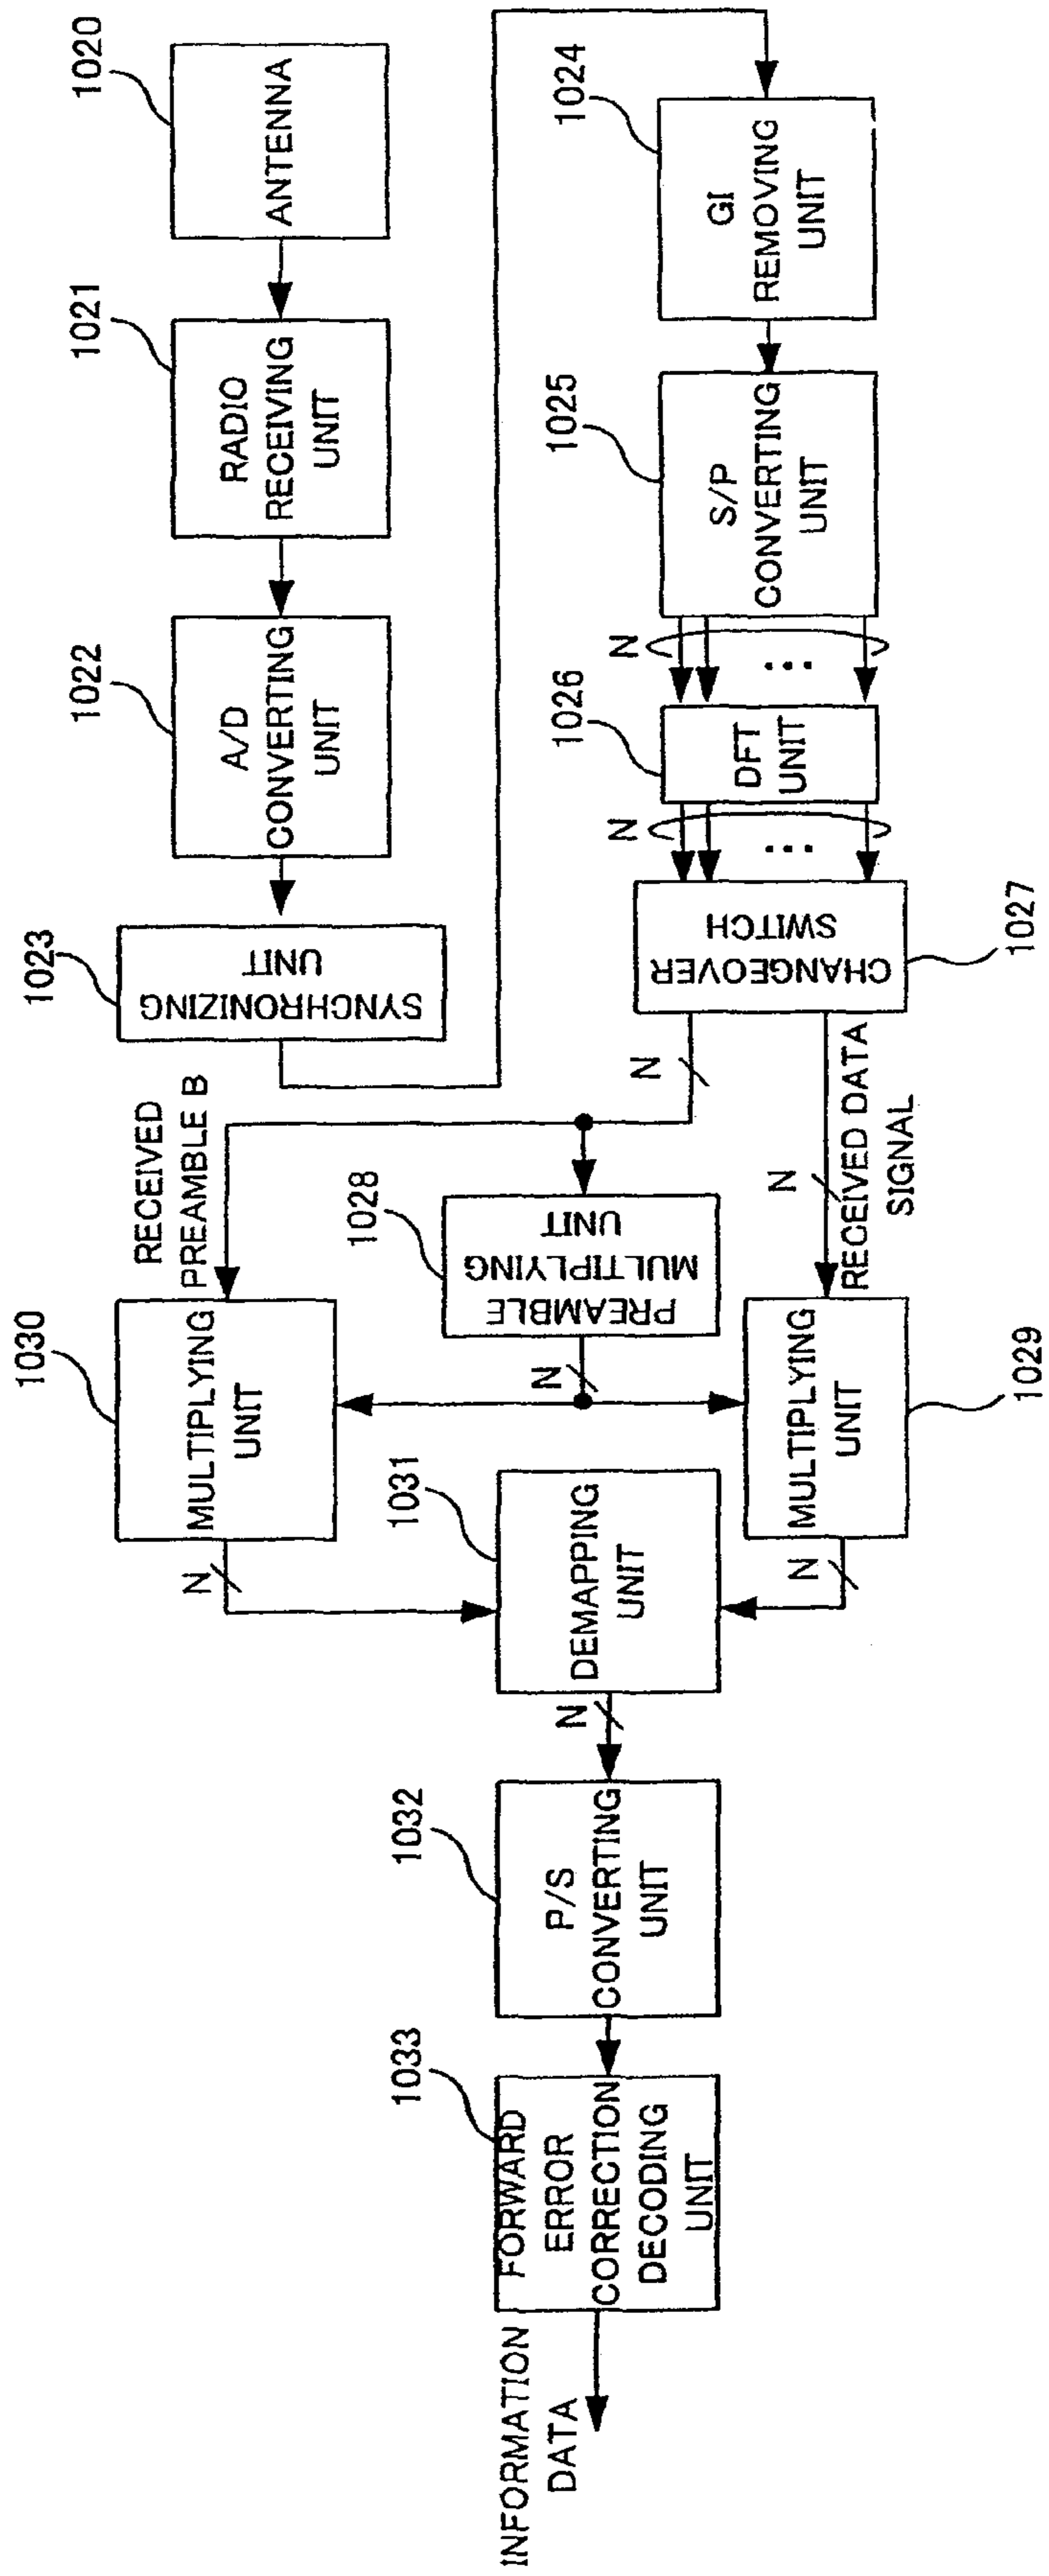 1020
ANTENNA
1021
RADIO
RECEIVING
UNIT
1022
A/D
CONVERTING
UNIT
1023
SYNCHRONIZING
UNIT
1024
GI
REMOVING
UNIT
1025
S/P
CONVERTING
UNIT
N
...
1026
DFT
UNIT
N
...
1027
CHANGEOVER
SWITCH
N
RECEIVED
PREAMBLE B
1028
PREAMBLE
MULTIPLYING
UNIT
N
N
RECEIVED DATA
SIGNAL
1030
MULTIPLYING
UNIT
N
1029
MULTIPLYING
UNIT
N
1031
DEMAPPING
UNIT
N
1032
P/S
CONVERTING
UNIT
1033
FORWARD
ERROR
CORRECTION
DECODING
UNIT
INFORMATION
DATA